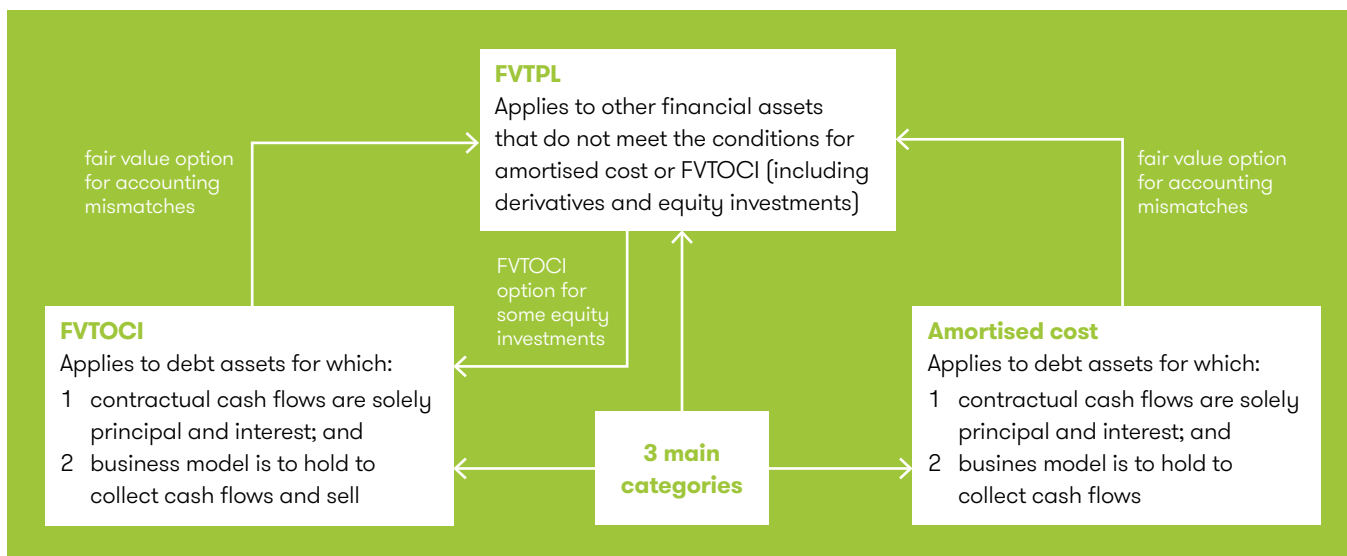 FVTPL
Applies to other financial assets
that do not meet the conditions for
amortised cost or FVTOCI (including
derivatives and equity investments)
fair value option
for accounting
mismatches
fair value option
for accounting
mismatches
FVTOCI
option for
some equity
investments
FVTOCI
Applies to debt assets for which:
1 contractual cash flows are solely
principal and interest; and
2 business model is to hold to
collect cash flows and sell
3 main
categories
Amortised cost
Applies to debt assets for which:
1 contractual cash flows are solely
principal and interest; and
2 busines model is to hold to
collect cash flows